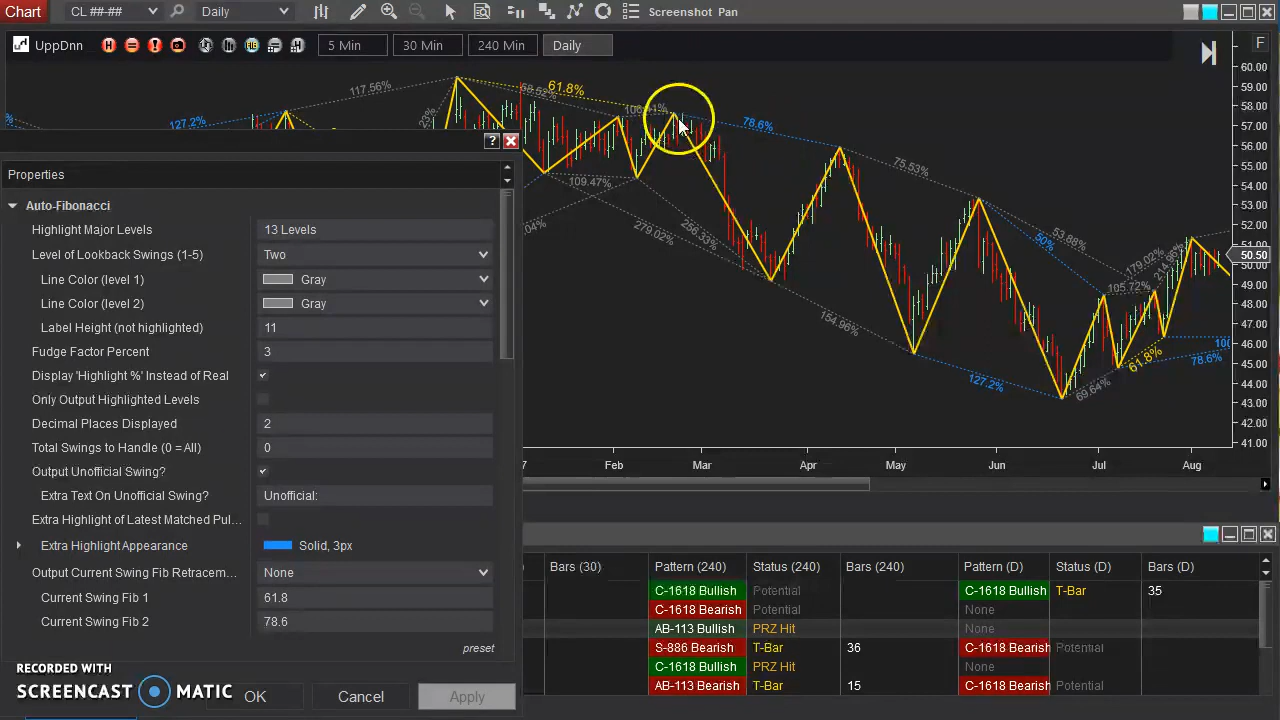 Chart CL ##-## Daily Screenshot Pan
UppDnn 5 Min 30 Min 240 Min Daily F
127.2% 117.56% 23% 68.52% 61.8% 78.6% 75.53% 50% 53.88% 179.02%
109.47% 256.33% 279.02% 154.96% 127.2% 69.64% 61.8% 105.72% 78.6%
60.00
59.00
58.00
57.00
56.00
55.00
54.00
53.00
52.00
51.00
50.50
50.00
49.00
48.00
47.00
46.00
45.00
44.00
43.00
42.00
41.00
Feb Mar Apr May Jun Jul Aug
?
Properties
Auto-Fibonacci
Highlight Major Levels 13 Levels
Level of Löökback Swings (1-5) Two
Line Color (level 1) Gray
Line Color (level 2) Gray
Label Height (not highlighted) 11
Fudge Factor Percent 3
Display 'Highlight %' Instead of Real
Only Output Highlighted Levels
Decimal Places Displayed 2
Total Swings to Handle (0 = All) 0
Output Unofficial Swing?
Extra Text On Unofficial Swing? Unofficial:
Extra Highlight of Latest Matched Pul...
Extra Highlight Appearance Solid, 3px
Output Current Swing Fib Retracem... None
Current Swing Fib 1 61.8
Current Swing Fib 2 78.6
preset
RECORDED WITH
SCREENCAST MATIC
OK Cancel Apply
Bars (30) Pattern (240) Status (240) Bars (240) Pattern (D) Status (D) Bars (D)
C-1618 Bullish Potential C-1618 Bullish T-Bar 35
C-1618 Bearish Potential None
AB-113 Bullish PRZ Hit None
S-886 Bearish T-Bar 36 C-1618 Bearish Potential
C-1618 Bullish PRZ Hit None
AB-113 Bearish T-Bar 15 C-1618 Bearish Potential